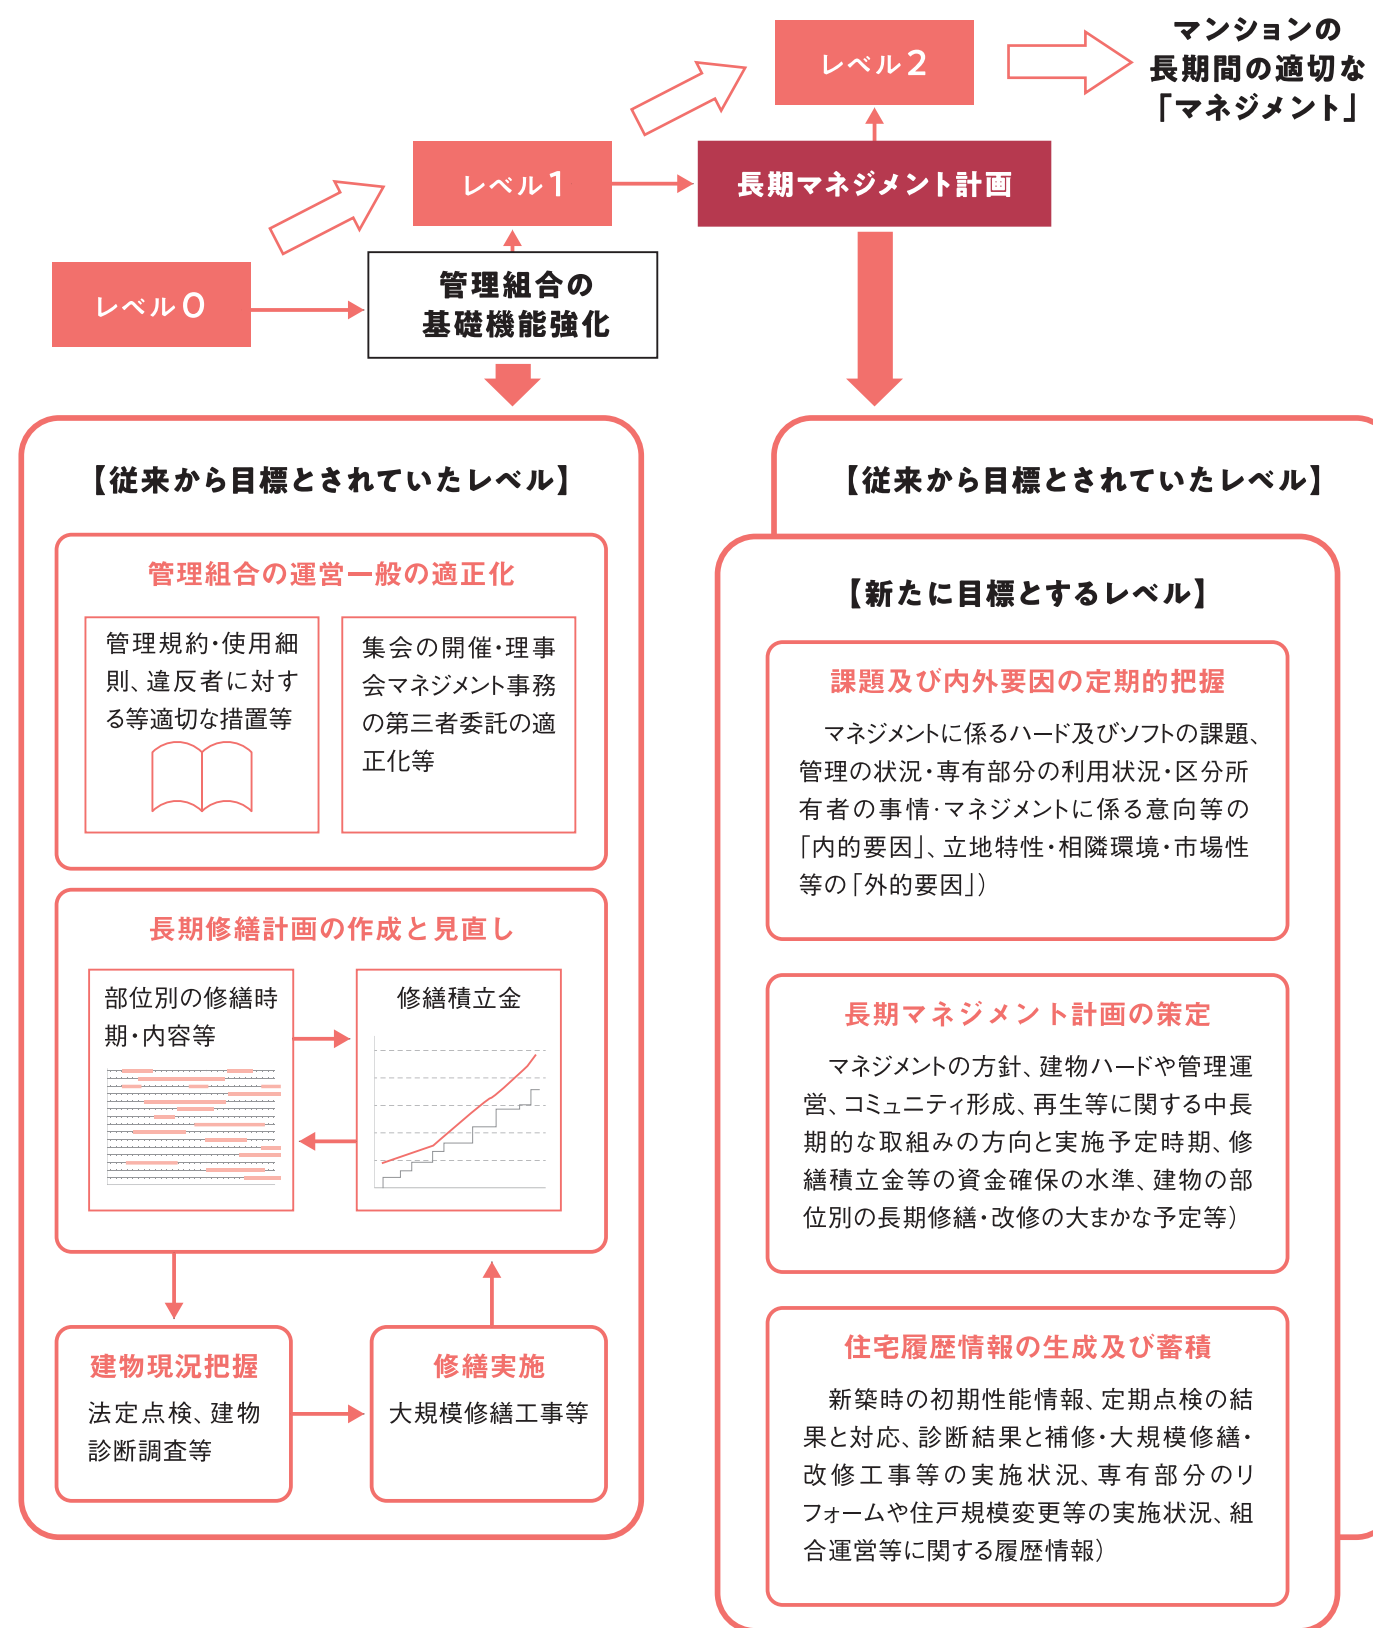 マンションの
長期間の適切な
「マネジメント」
レベル2
レベル1
長期マネジメント計画
レベル0
管理組合の
基礎機能強化
【従来から目標とされていたレベル】
管理組合の運営一般の適正化
管理規約・使用細
則、違反者に対す
る等適切な措置等
集会の開催・理事
会マネジメント事務
の第三者委託の適
正化等
長期修繕計画の作成と見直し
部位別の修繕時
期・内容等
修繕積立金
建物現況把握
法定点検、建物
診断調査等
修繕実施
大規模修繕工事等
【従来から目標とされていたレベル】
【新たに目標とするレベル】
課題及び内外要因の定期的把握
マネジメントに係るハード及びソフトの課題、
管理の状況・専有部分の利用状況・区分所
有者の事情・マネジメントに係る意向等の
「内的要因」、立地特性・相隣環境・市場性
等の「外的要因」)
長期マネジメント計画の策定
マネジメントの方針、建物ハードや管理運
営、コミュニティ形成、再生等に関する中長
期的な取組みの方向と実施予定時期、修
繕積立金等の資金確保の水準、建物の部
位別の長期修繕・改修の大まかな予定等)
住宅履歴情報の生成及び蓄積
新築時の初期性能情報、定期点検の結
果と対応、診断結果と補修・大規模修繕・
改修工事等の実施状況、専有部分のリ
フォームや住戸規模変更等の実施状況、組
合運営等に関する履歴情報)